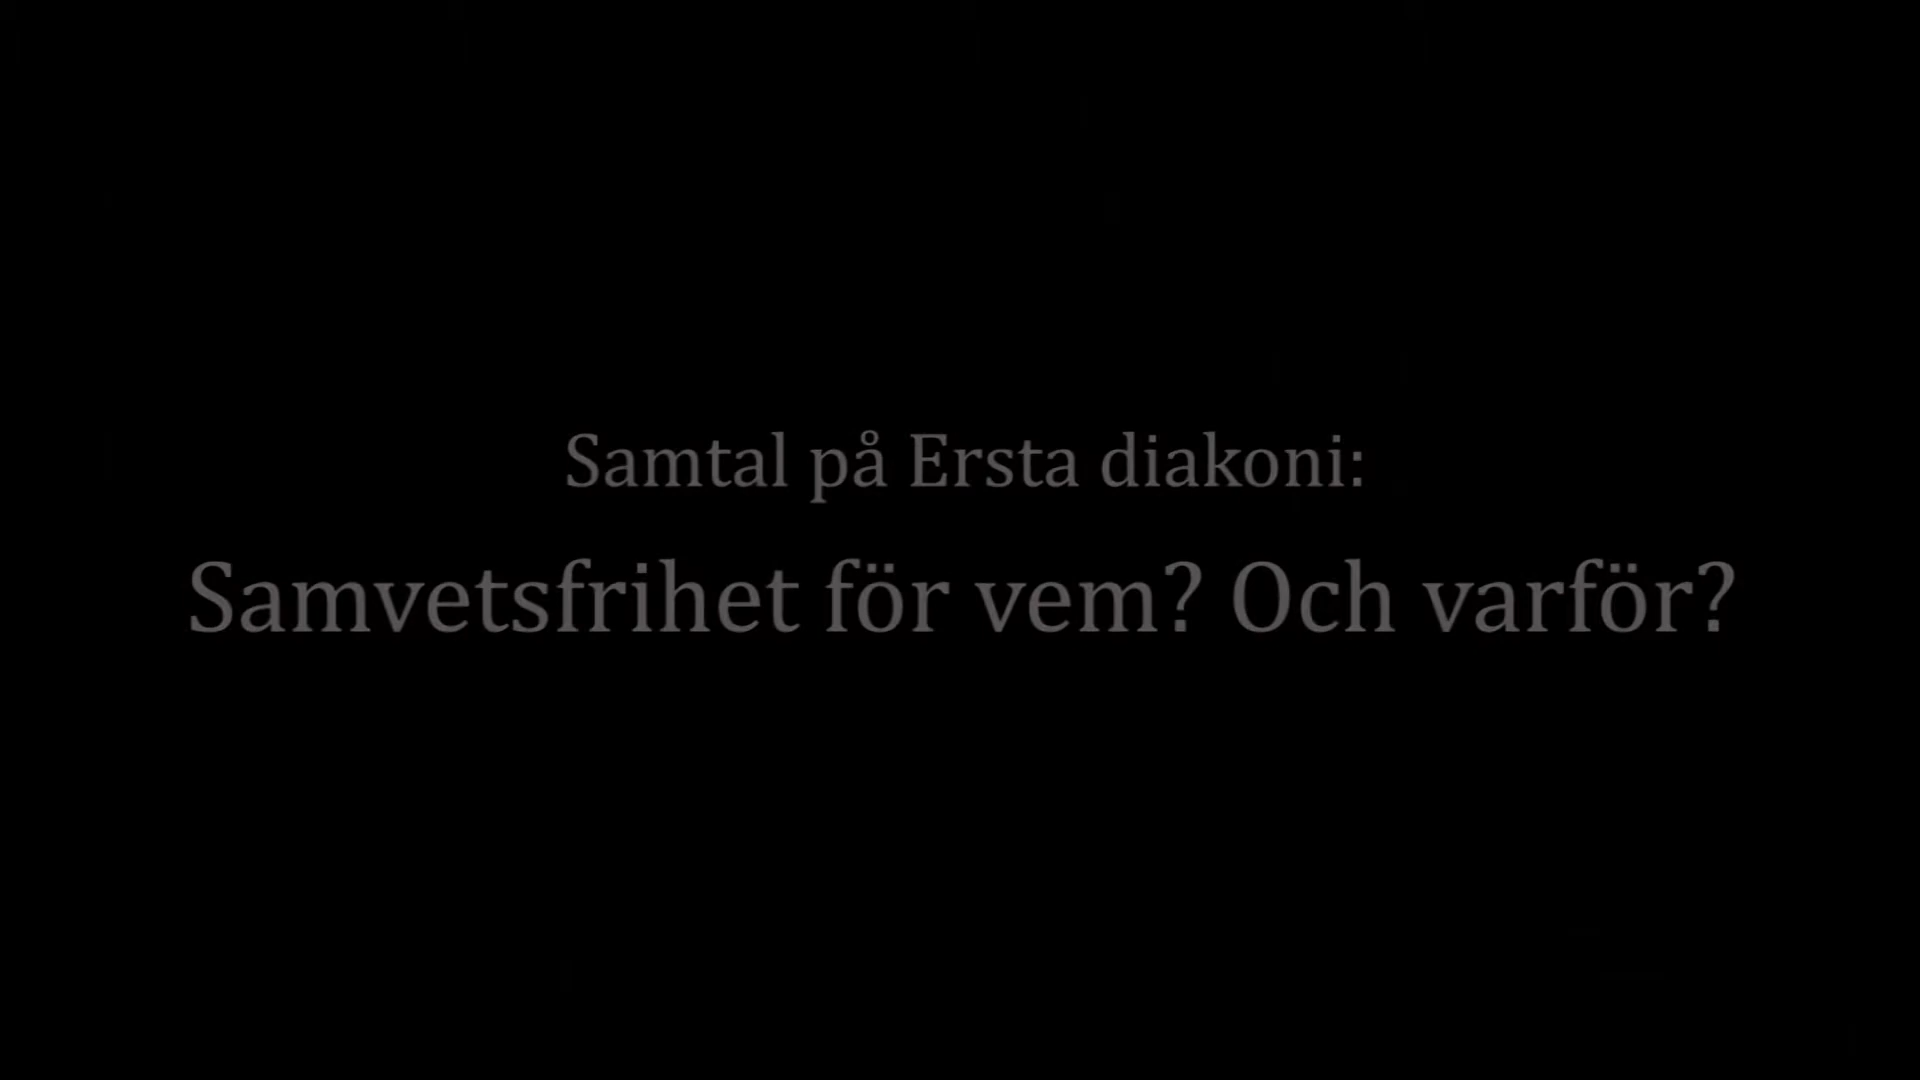 Samtal på Ersta diakoni:
Samvetsfrihet för vem? Och varför?